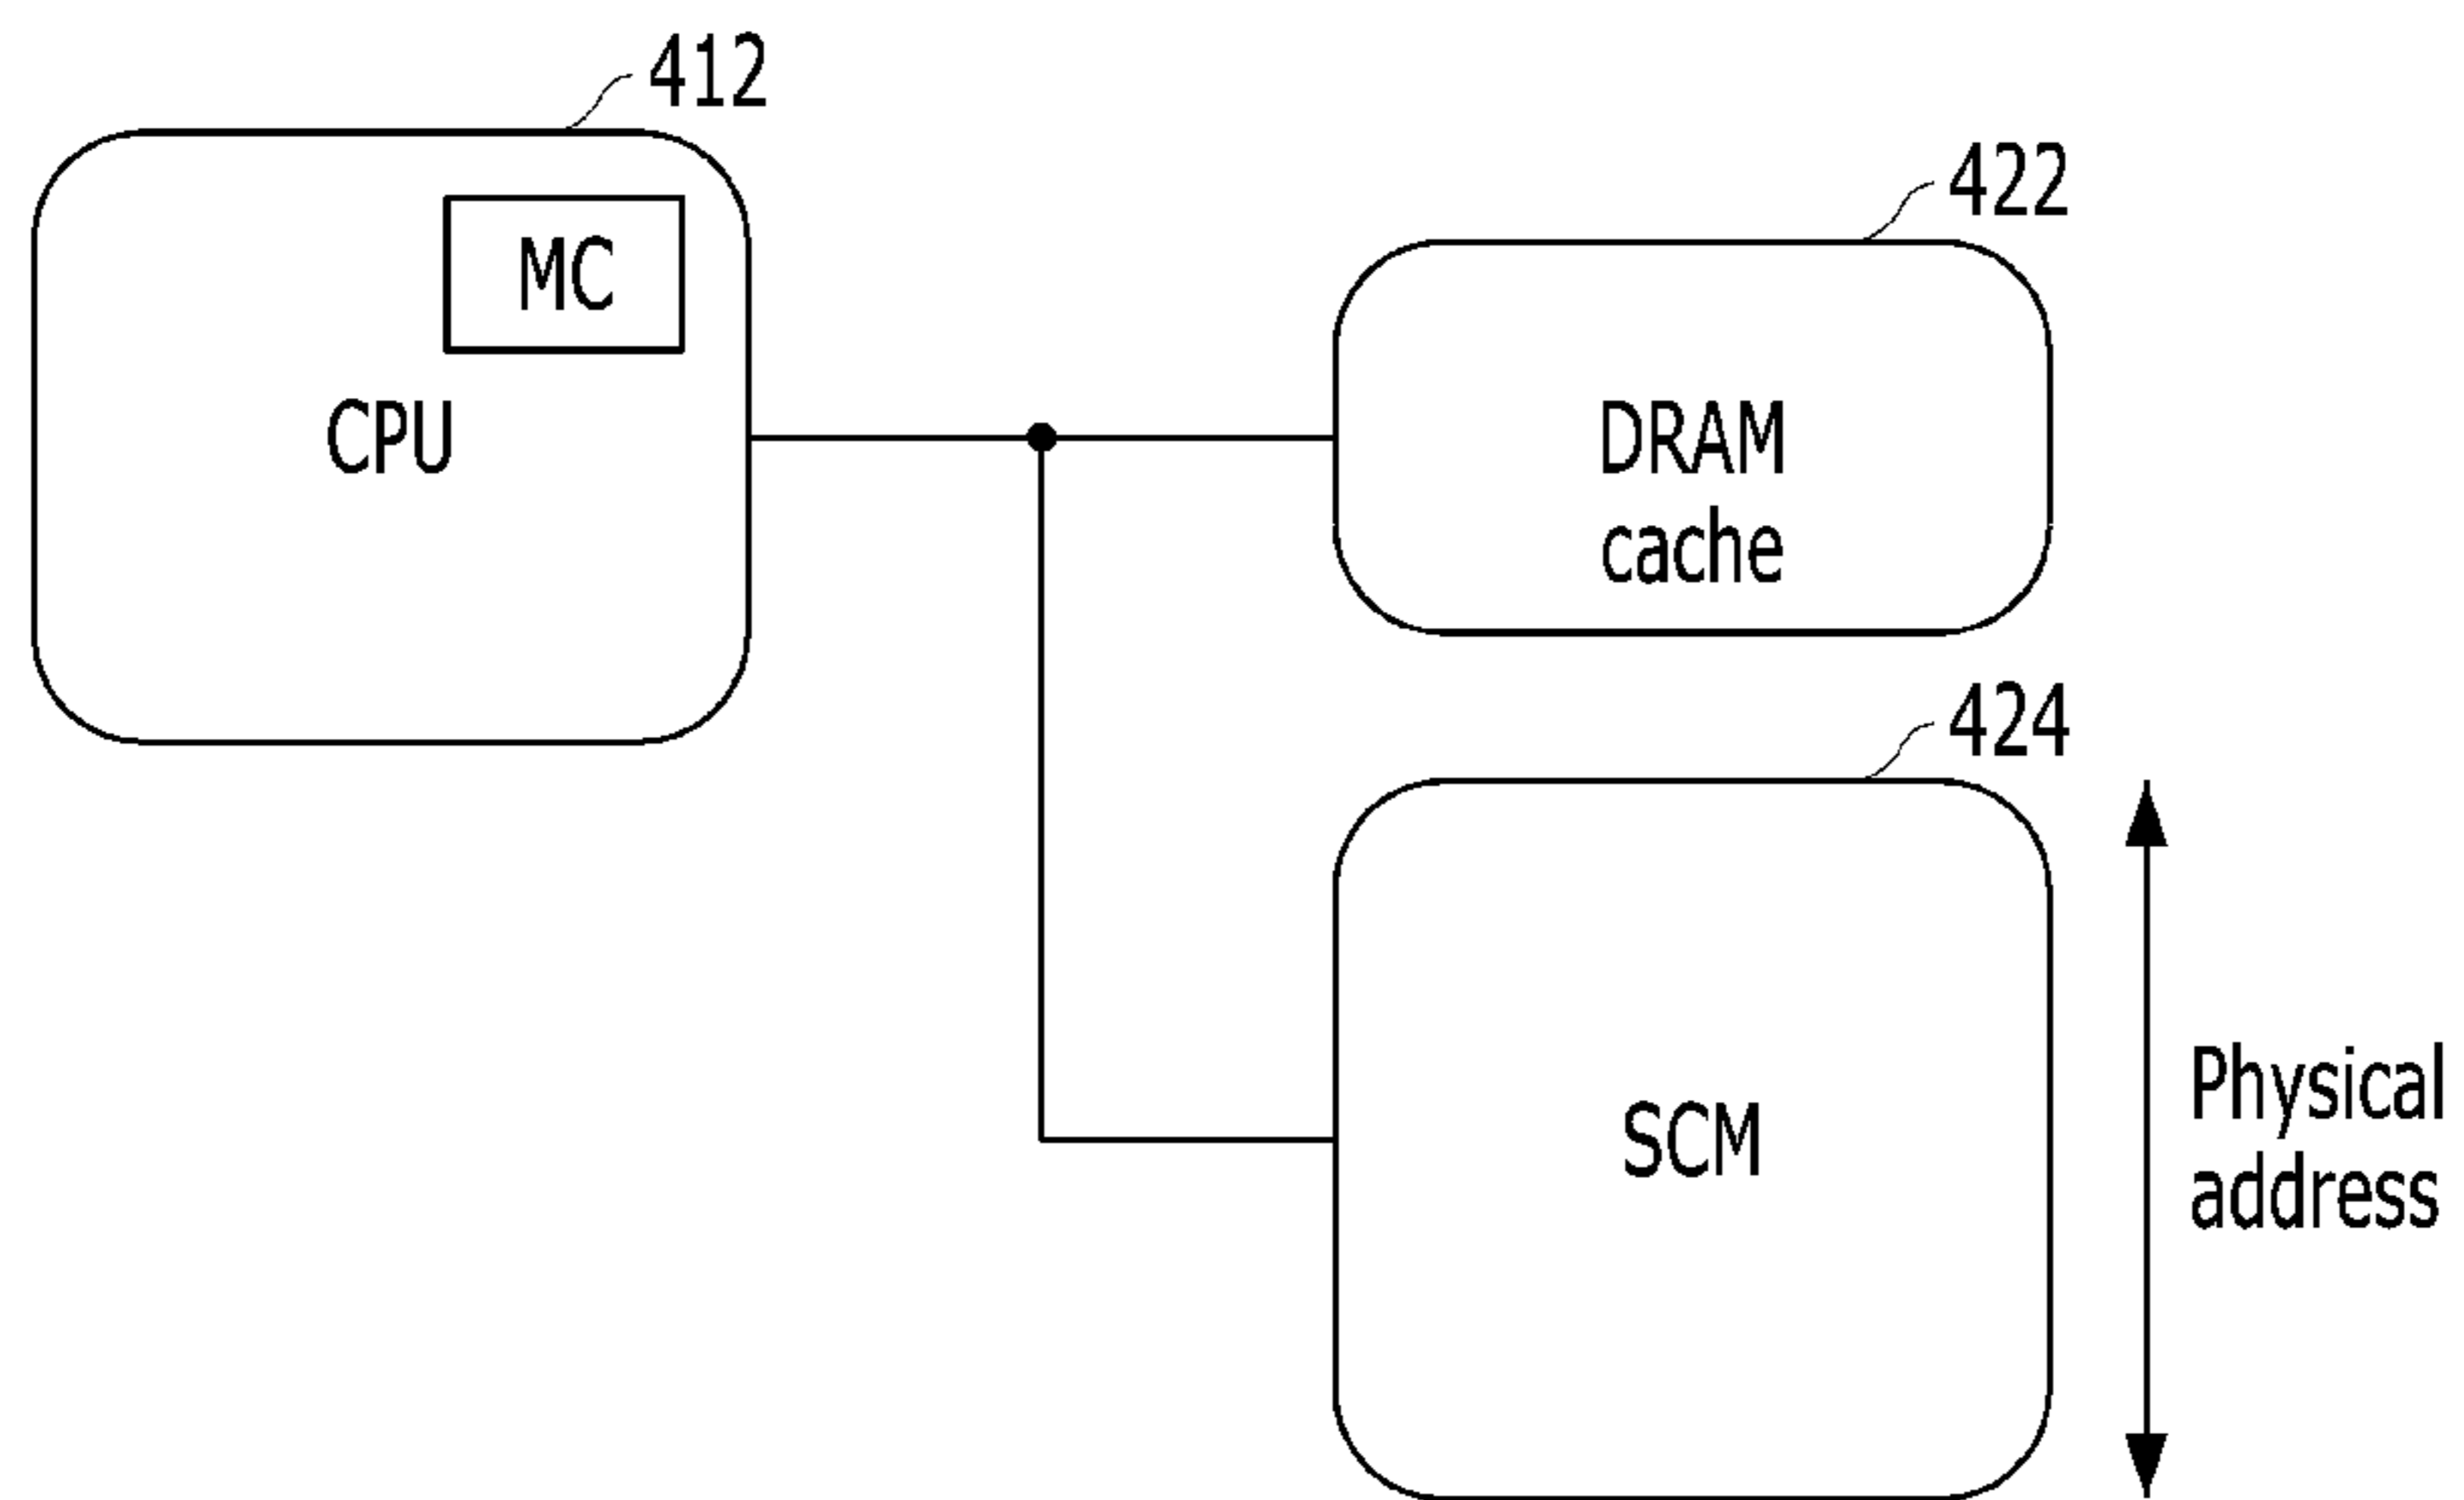 412
MC
CPU
422
DRAM
cache
424
SCM
Physical
address